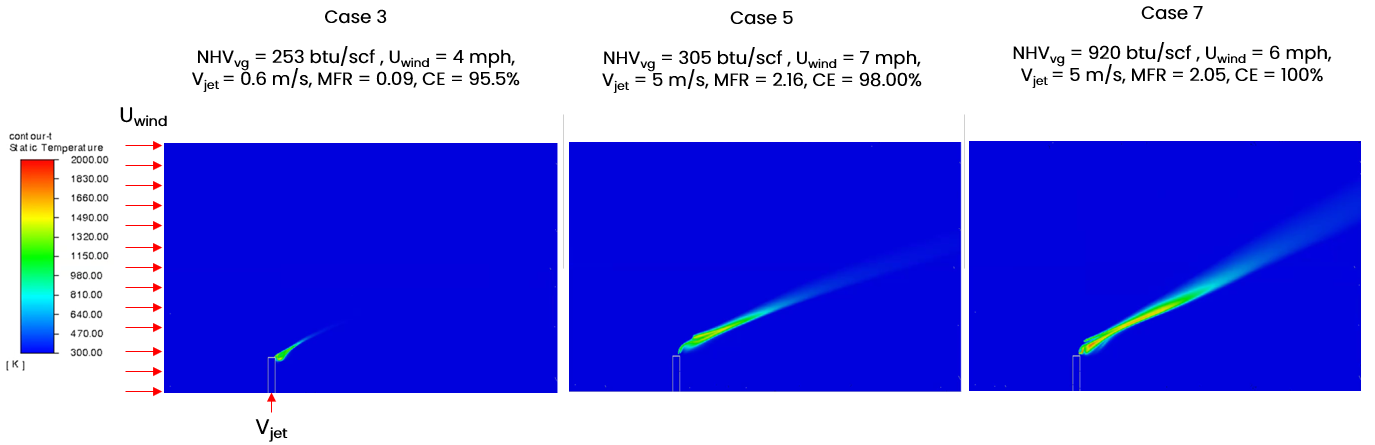 Case 3
NHVvg = 253 btu/scf , Uwind = 4 mph,
Vjet = 0.6 m/s, MFR = 0.09, CE = 95.5%
Case 5
NHVvg = 305 btu/scf , Uwind = 7 mph,
Vjet = 5 m/s, MFR = 2.16, CE = 98.00%
Case 7
NHVvg = 920 btu/scf , Uwind = 6 mph,
Vjet = 5 m/s, MFR = 2.05, CE = 100%
Uwind
contour-t
Static Temperature
2000.00
1830.00
1660.00
1490.00
1320.00
1150.00
980.00
810.00
640.00
470.00
300.00
[ K ]
Vjet